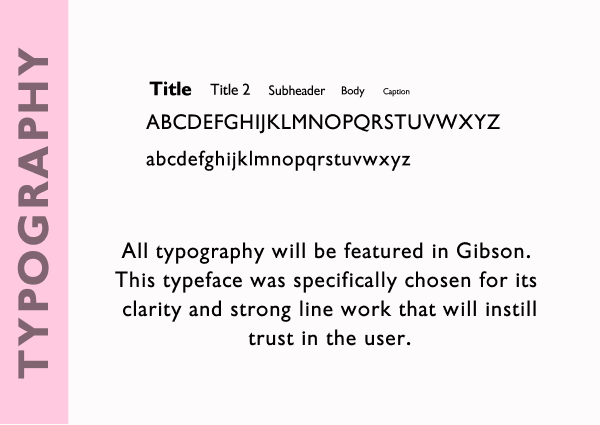 TYPOGRAPHY
Title Title 2 Subheader Body Caption
ABCDEFGHIJKLMNOPQRSTUVWXYZ
abcdefghijklmnopqrstuvwxyz
All typography will be featured in Gibson.
This typeface was specifically chosen for its
clarity and strong line work that will instill
trust in the user.